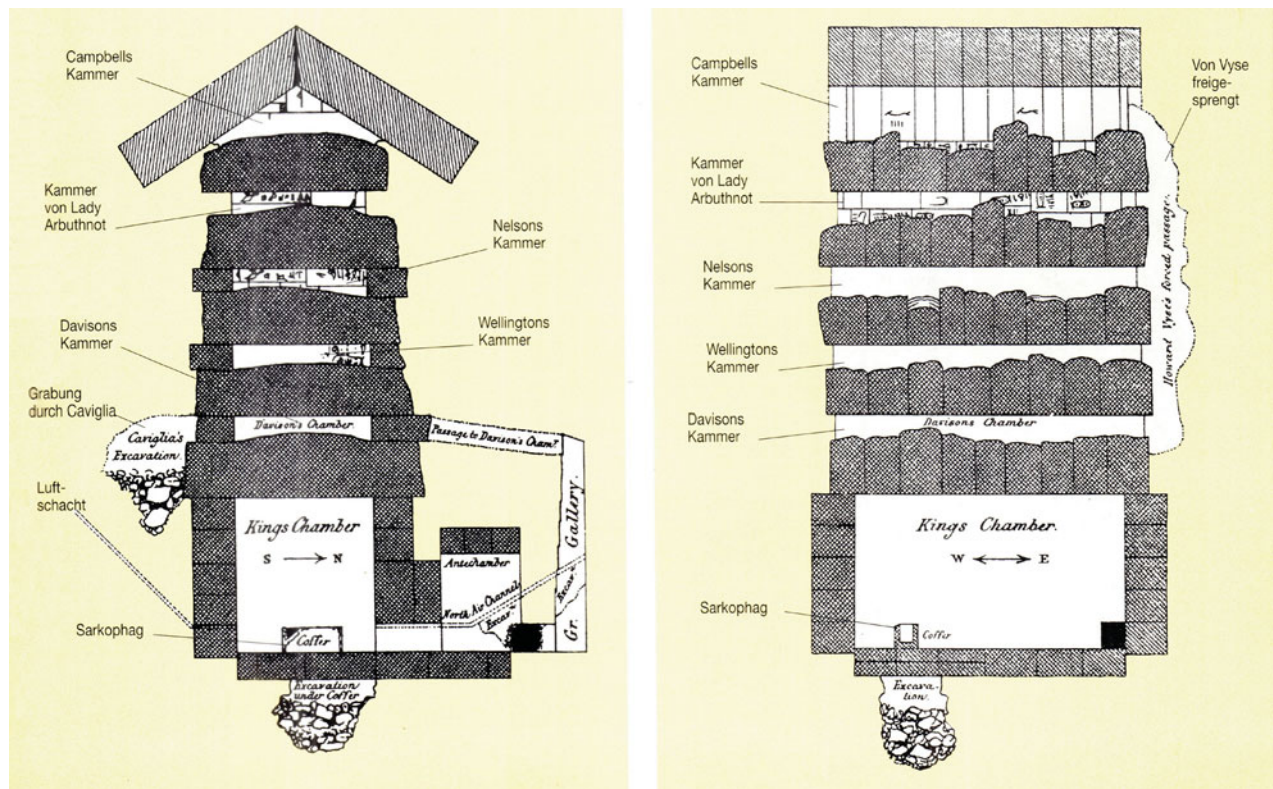 Campbells
Kammer
Kammer
von Lady
Arbuthnot
Nelsons
Kammer
Davisons
Kammer
Wellingtons
Kammer
Grabung
durch Caviglia
Caviglia's
Excavation.
Davison's Chamber.
Passage to Davison's Chamr.
Luft-
schacht
Kings Chamber
S N
Gallery.
Antechamber
North Air Channel
Excavn.
Excavn.
Gr.
Sarkophag
Coffer
Excavation
under Coffer
Campbells
Kammer
Von Vyse
freige-
sprengt
Kammer
von Lady
Arbuthnot
Nelsons
Kammer
Howard Vyse's forced passage.
Wellingtons
Kammer
Davisons
Kammer
Davisons Chamber
Kings Chamber.
W E
Sarkophag
Coffer
Excava-
tion.